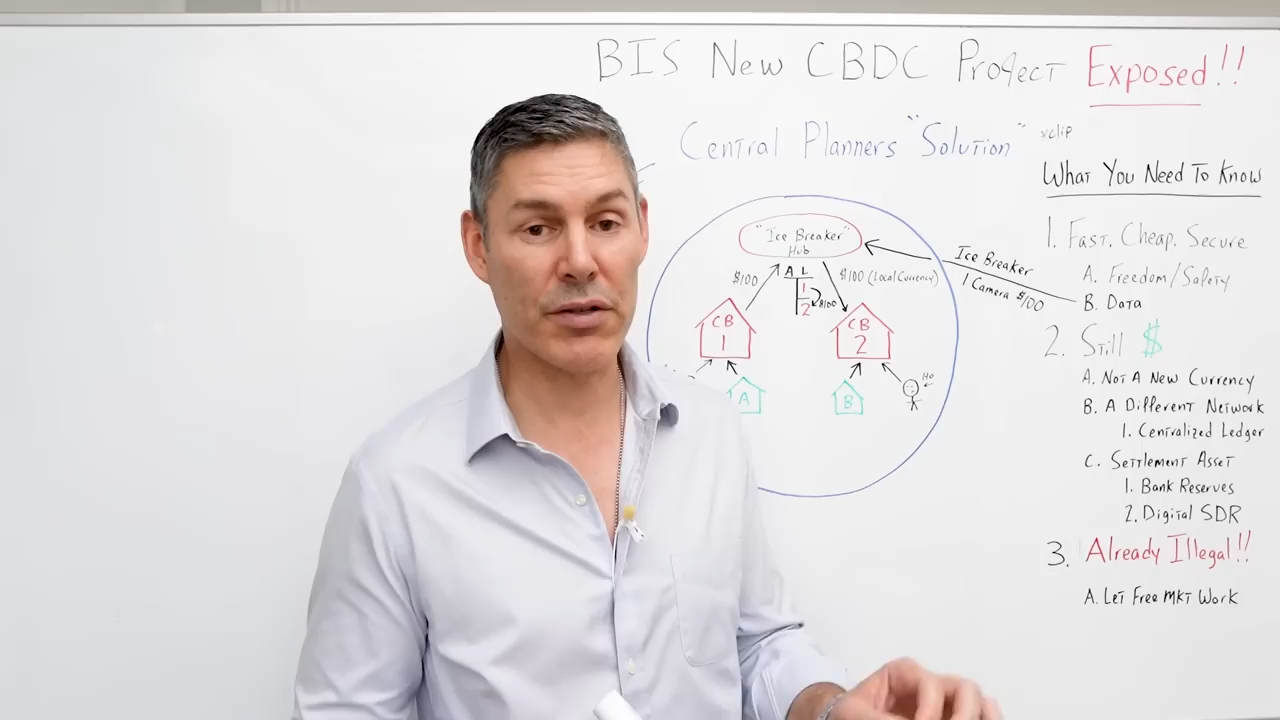 BIS New CBDC Project Exposed!!
Central Planners "Solution"
xclip
"Ice Breaker"
Hub
$100
A L
1
2
$100
$100 (Local Currency)
CB
1
CB
2
A
B
Ho
Ice Breaker
1 Camera $100
What You Need To Know
1. Fast. Cheap. Secure
A. Freedom/Safety
B. Data
2. Still $
A. Not A New Currency
B. A Different Network
1. Centralized Ledger
C. Settlement Asset
1. Bank Reserves
2. Digital SDR
3. Already Illegal!!
A. Let Free Mkt Work